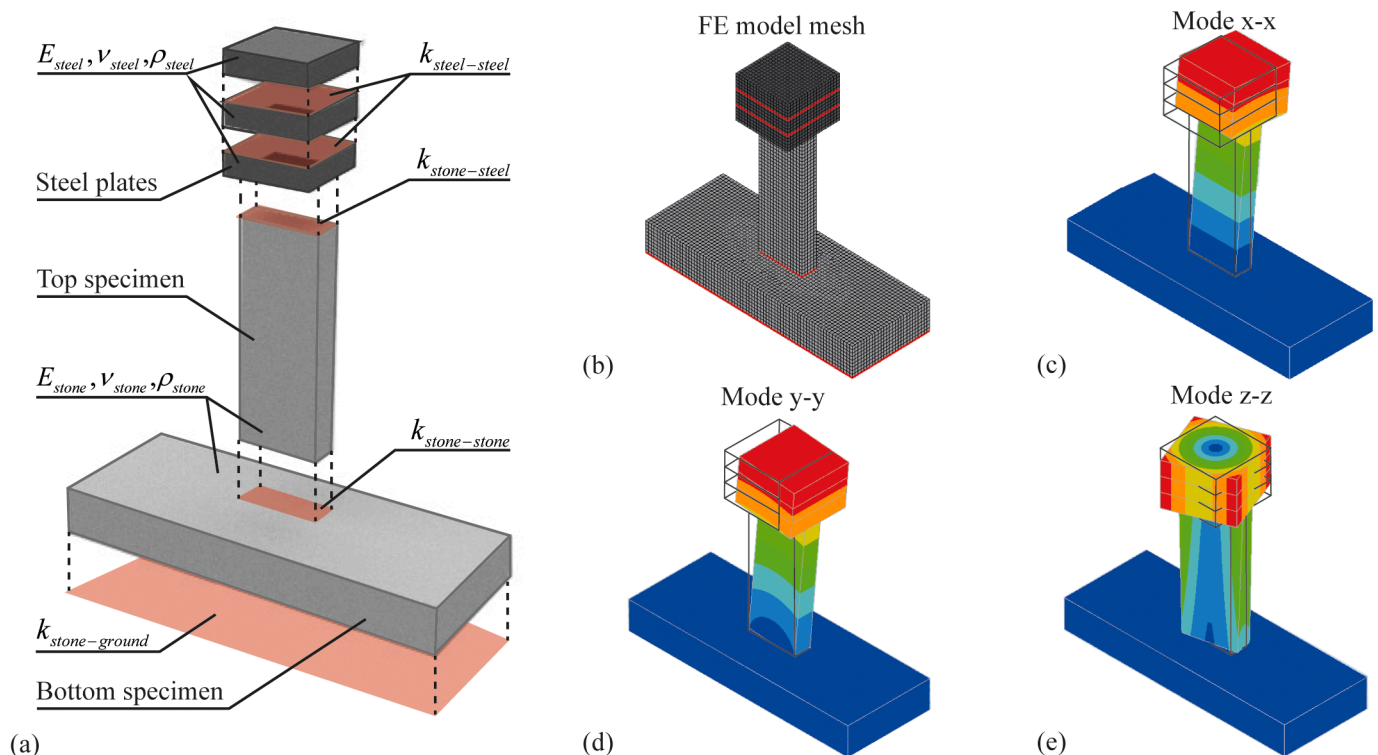 E_steel, ν_steel, ρ_steel
k_steel–steel
k_stone–steel
Steel plates
Top specimen
E_stone, ν_stone, ρ_stone
k_stone–stone
k_stone–ground
Bottom specimen
(a)
FE model mesh
(b)
Mode x-x
(c)
Mode y-y
(d)
Mode z-z
(e)